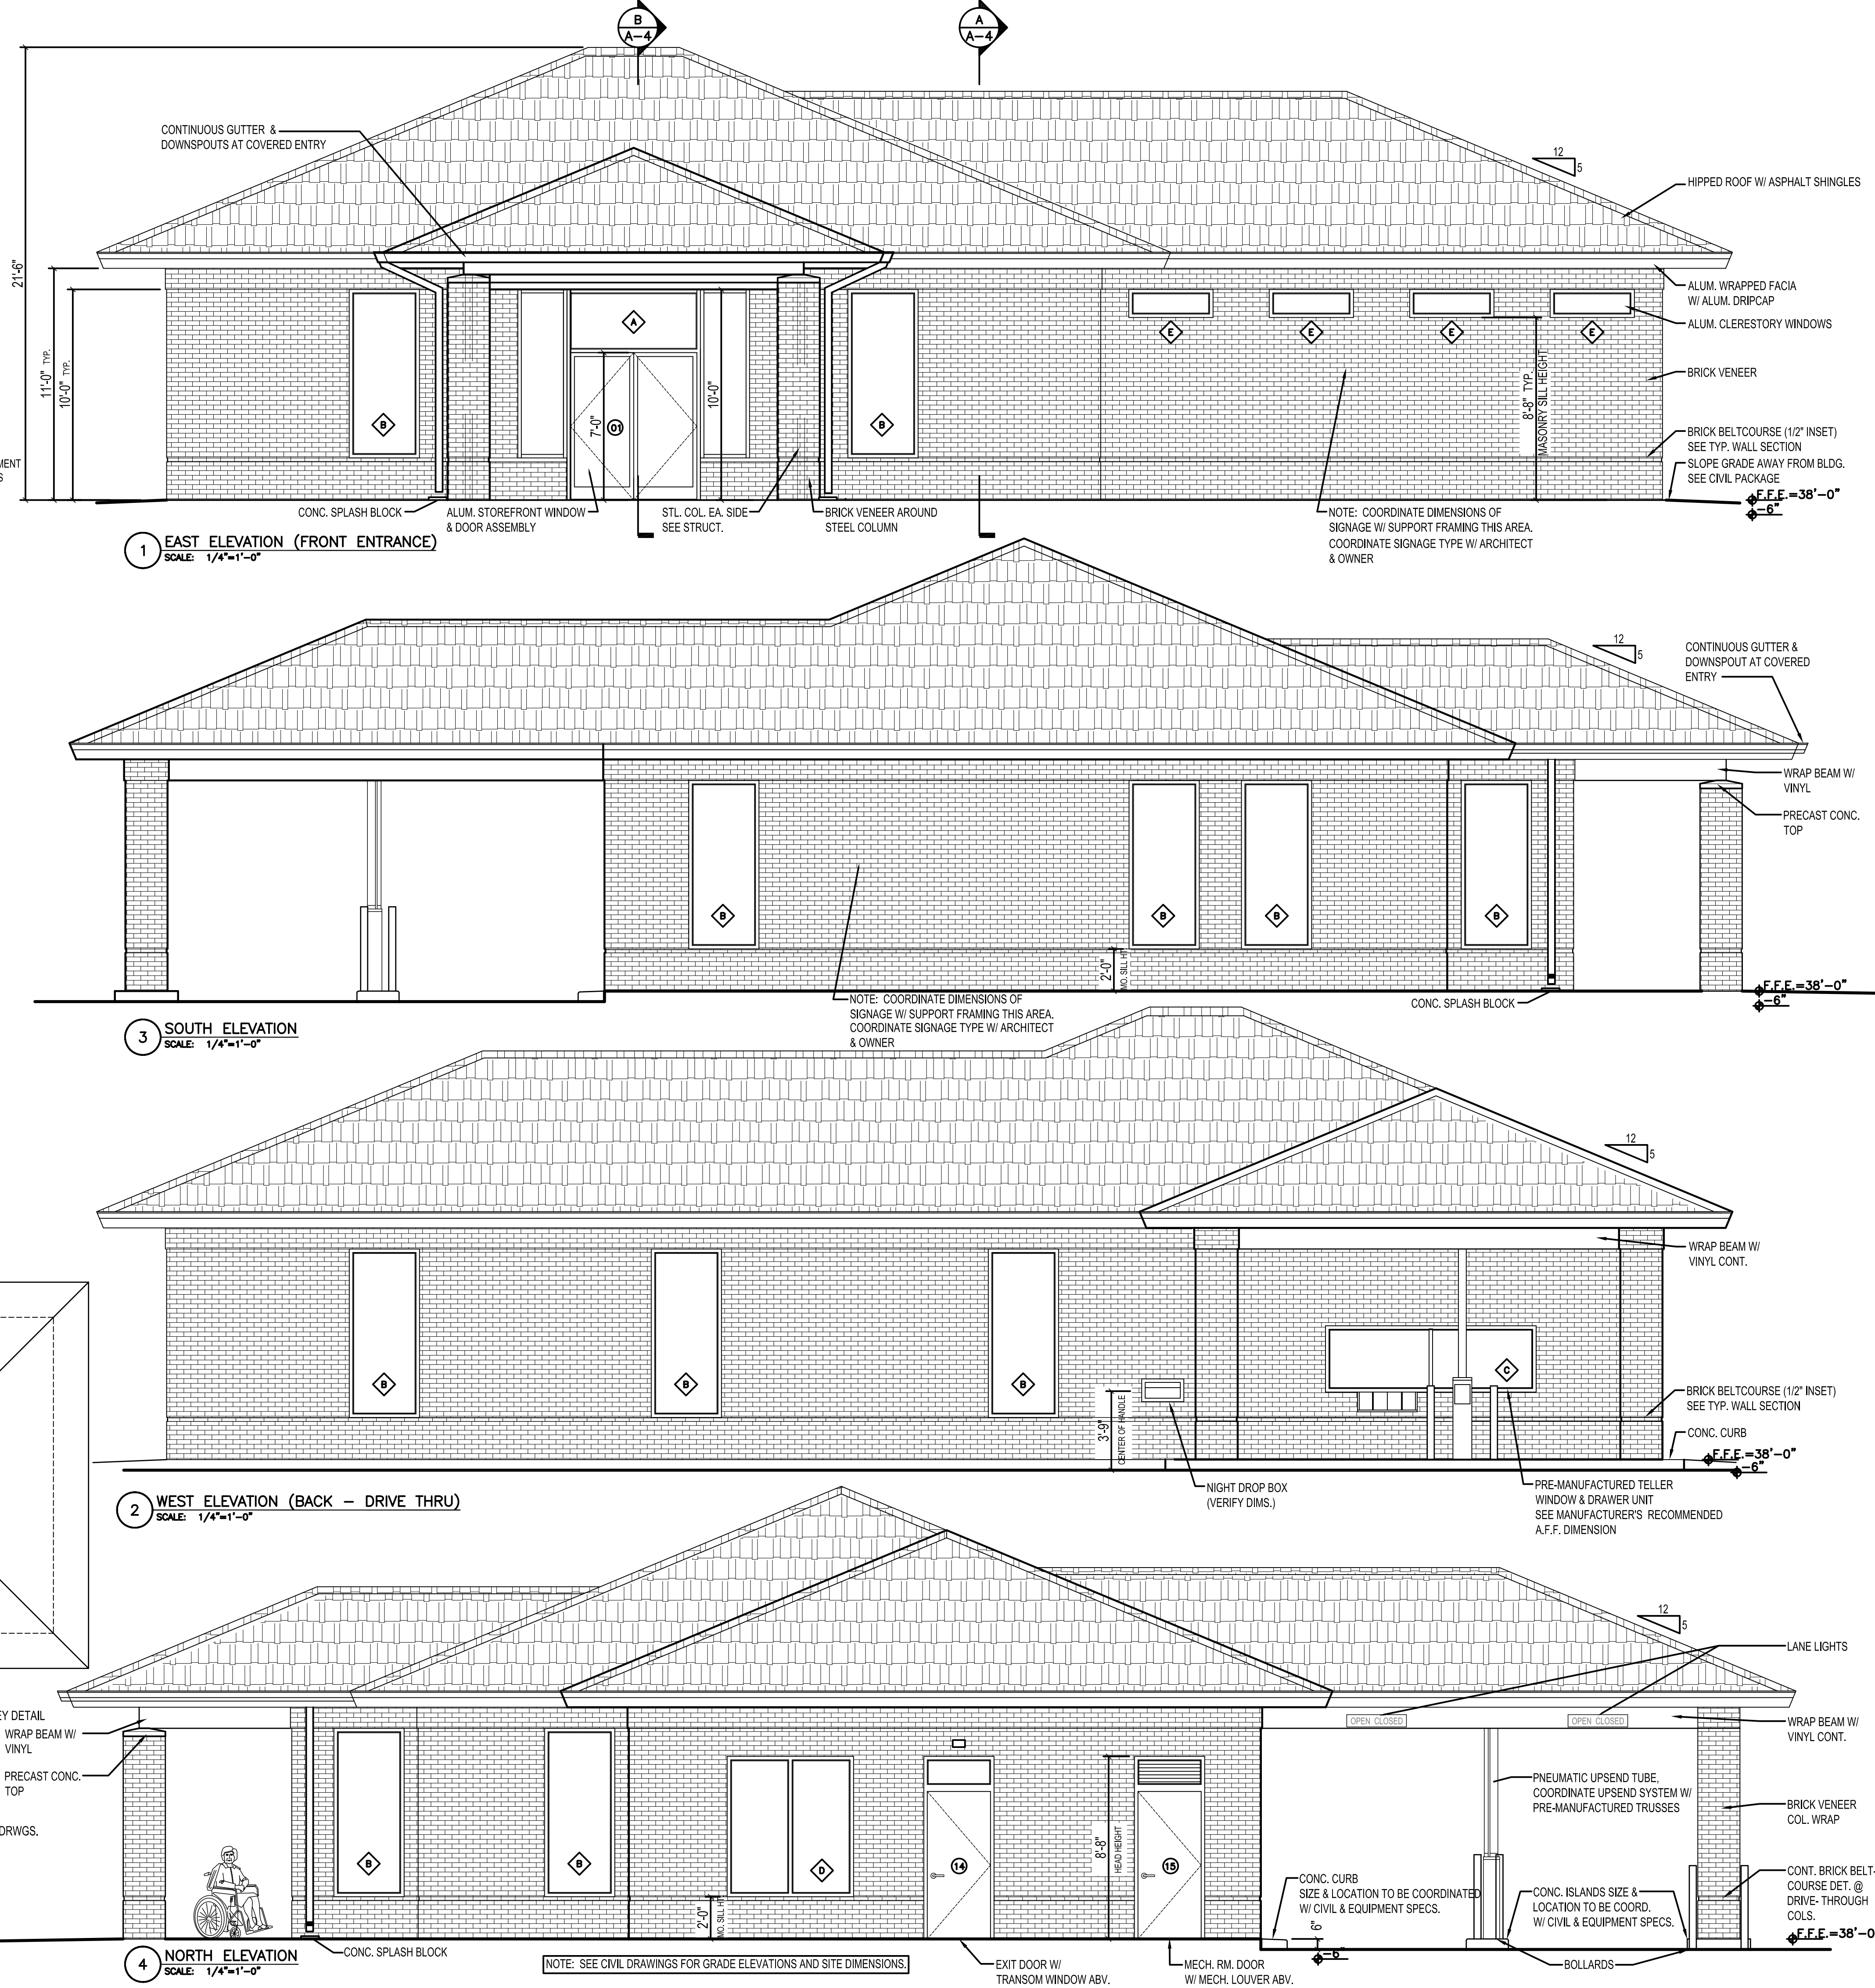 B
A-4
A
A-4
CONTINUOUS GUTTER &
DOWNSPOUTS AT COVERED ENTRY
12
5
HIPPED ROOF W/ ASPHALT SHINGLES
21'-6"
11'-0" TYP.
10'-0" TYP.
ALUM. WRAPPED FACIA
W/ ALUM. DRIPCAP
ALUM. CLERESTORY WINDOWS
A
E
E
E
E
BRICK VENEER
B
7'-0"
01
10'-0"
B
8'-8" TYP.
MASONRY SILL HEIGHT
BRICK BELTCOURSE (1/2" INSET)
SEE TYP. WALL SECTION
SLOPE GRADE AWAY FROM BLDG.
SEE CIVIL PACKAGE
F.F.E.=38'-0"
-6"
MENT
S
CONC. SPLASH BLOCK
ALUM. STOREFRONT WINDOW
& DOOR ASSEMBLY
STL. COL. EA. SIDE
SEE STRUCT.
BRICK VENEER AROUND
STEEL COLUMN
NOTE: COORDINATE DIMENSIONS OF
SIGNAGE W/ SUPPORT FRAMING THIS AREA.
COORDINATE SIGNAGE TYPE W/ ARCHITECT
& OWNER
1
EAST ELEVATION (FRONT ENTRANCE)
SCALE: 1/4"=1'-0"
12
5
CONTINUOUS GUTTER &
DOWNSPOUT AT COVERED
ENTRY
WRAP BEAM W/
VINYL
PRECAST CONC.
TOP
B
B
B
B
2'-0"
MO. SILL HT
F.F.E.=38'-0"
-6"
NOTE: COORDINATE DIMENSIONS OF
SIGNAGE W/ SUPPORT FRAMING THIS AREA.
COORDINATE SIGNAGE TYPE W/ ARCHITECT
& OWNER
CONC. SPLASH BLOCK
3
SOUTH ELEVATION
SCALE: 1/4"=1'-0"
12
5
WRAP BEAM W/
VINYL CONT.
B
B
B
C
3'-9"
CENTER OF HANDLE
BRICK BELTCOURSE (1/2" INSET)
SEE TYP. WALL SECTION
CONC. CURB
F.F.E.=38'-0"
-6"
NIGHT DROP BOX
(VERIFY DIMS.)
PRE-MANUFACTURED TELLER
WINDOW & DRAWER UNIT
SEE MANUFACTURER'S RECOMMENDED
A.F.F. DIMENSION
2
WEST ELEVATION (BACK - DRIVE THRU)
SCALE: 1/4"=1'-0"
12
5
LANE LIGHTS
EY DETAIL
WRAP BEAM W/
VINYL
PRECAST CONC.
TOP
DRWGS.
OPEN CLOSED
OPEN CLOSED
WRAP BEAM W/
VINYL CONT.
PNEUMATIC UPSEND TUBE,
COORDINATE UPSEND SYSTEM W/
PRE-MANUFACTURED TRUSSES
BRICK VENEER
COL. WRAP
B
B
D
14
15
8'-8"
HEAD HEIGHT
2'-0"
MO. SILL HT
CONC. CURB
SIZE & LOCATION TO BE COORDINATED
W/ CIVIL & EQUIPMENT SPECS.
CONC. ISLANDS SIZE &
LOCATION TO BE COORD.
W/ CIVIL & EQUIPMENT SPECS.
CONT. BRICK BELT-
COURSE DET. @
DRIVE- THROUGH
COLS.
F.F.E.=38'-0
6"
-6"
CONC. SPLASH BLOCK
NOTE: SEE CIVIL DRAWINGS FOR GRADE ELEVATIONS AND SITE DIMENSIONS.
EXIT DOOR W/
TRANSOM WINDOW ABV.
MECH. RM. DOOR
W/ MECH. LOUVER ABV.
BOLLARDS
4
NORTH ELEVATION
SCALE: 1/4"=1'-0"